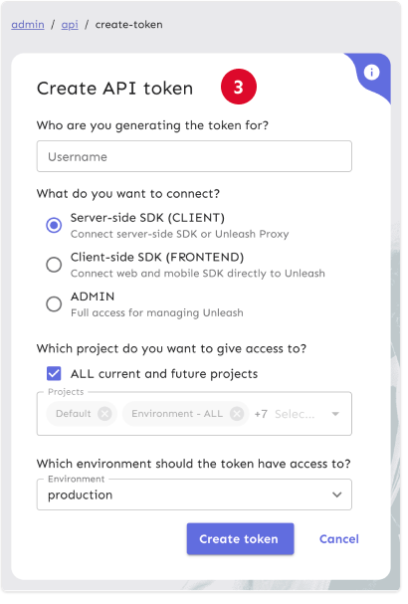 admin / api / create-token
Create API token 3
Who are you generating the token for?
Username
What do you want to connect?
Server-side SDK (CLIENT)
Connect server-side SDK or Unleash Proxy
Client-side SDK (FRONTEND)
Connect web and mobile SDK directly to Unleash
ADMIN
Full access for managing Unleash
Which project do you want to give access to?
ALL current and future projects
Projects
Default Environment - ALL +7 Selec...
Which environment should the token have access to?
Environment
production
Create token Cancel